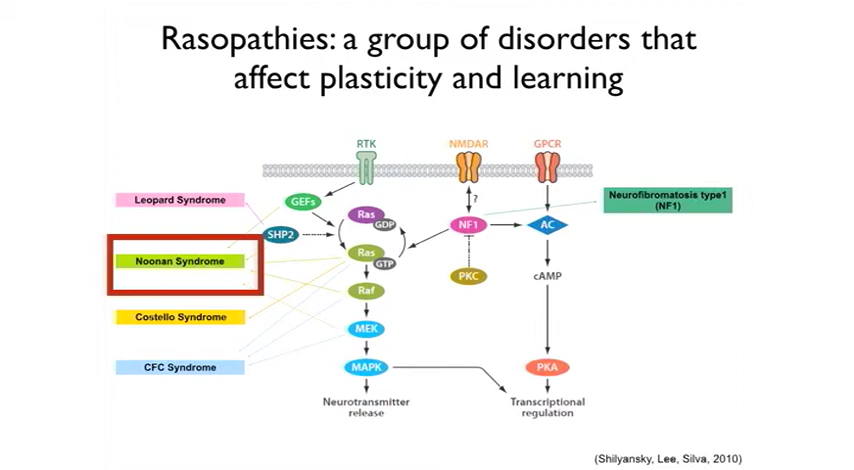 Rasopathies: a group of disorders that
affect plasticity and learning
RTK
NMDAR
GPCR
Leopard Syndrome
GEFs
?
Neurofibromatosis type1
(NF1)
Ras
GDP
SHP2
NF1
AC
Noonan Syndrome
Ras
GTP
PKC
cAMP
Raf
Costello Syndrome
MEK
CFC Syndrome
MAPK
PKA
Neurotransmitter
release
Transcriptional
regulation
(Shilyansky, Lee, Silva, 2010)